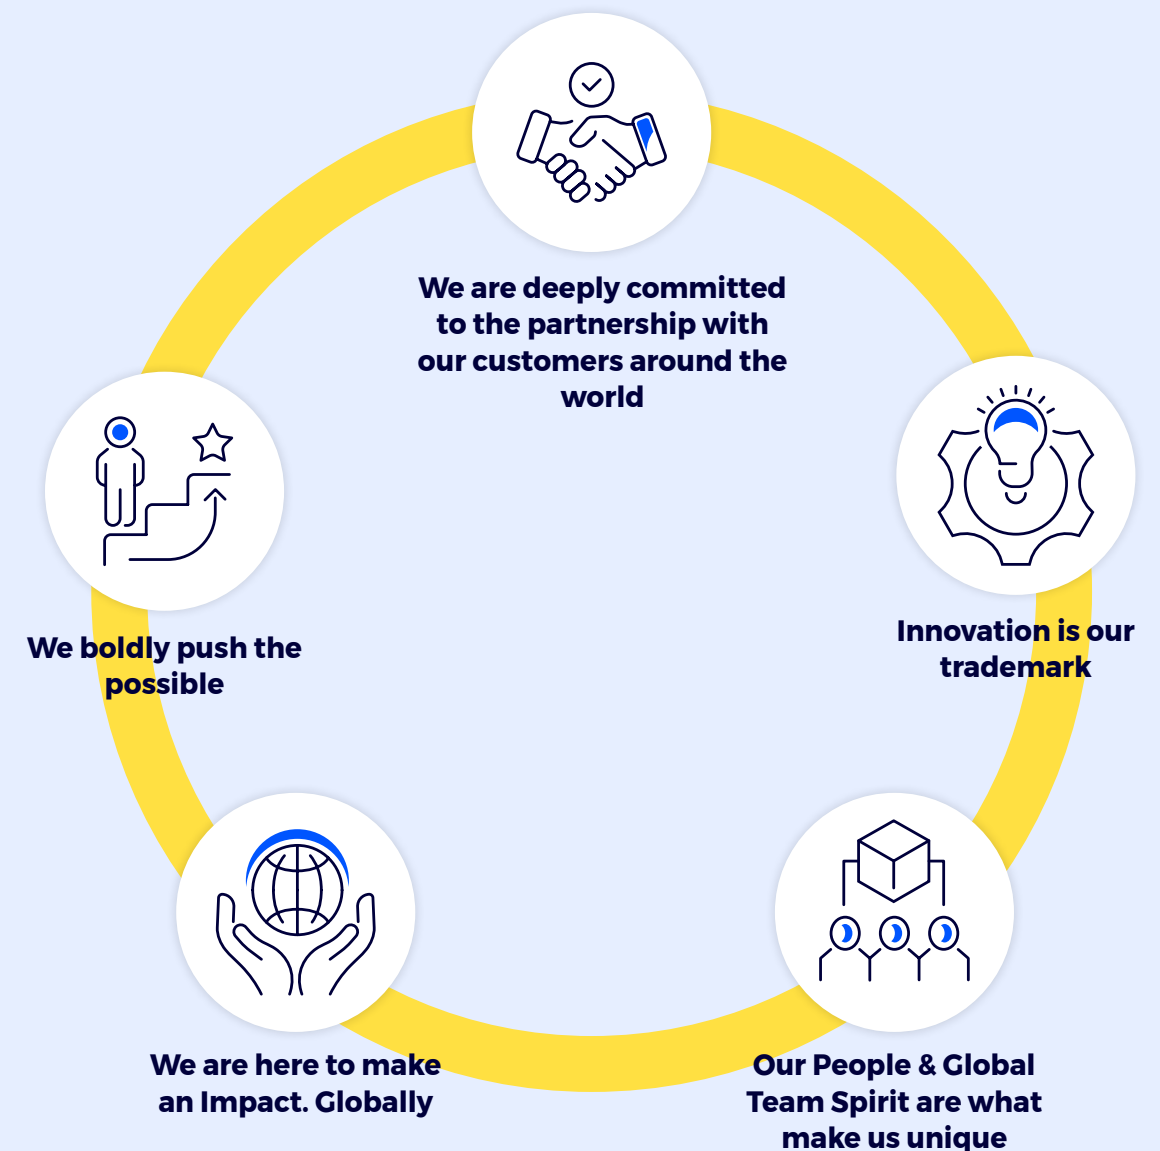 We are deeply committed
to the partnership with
our customers around the
world
Innovation is our
trademark
We boldly push the
possible
We are here to make
an Impact. Globally
Our People & Global
Team Spirit are what
make us unique